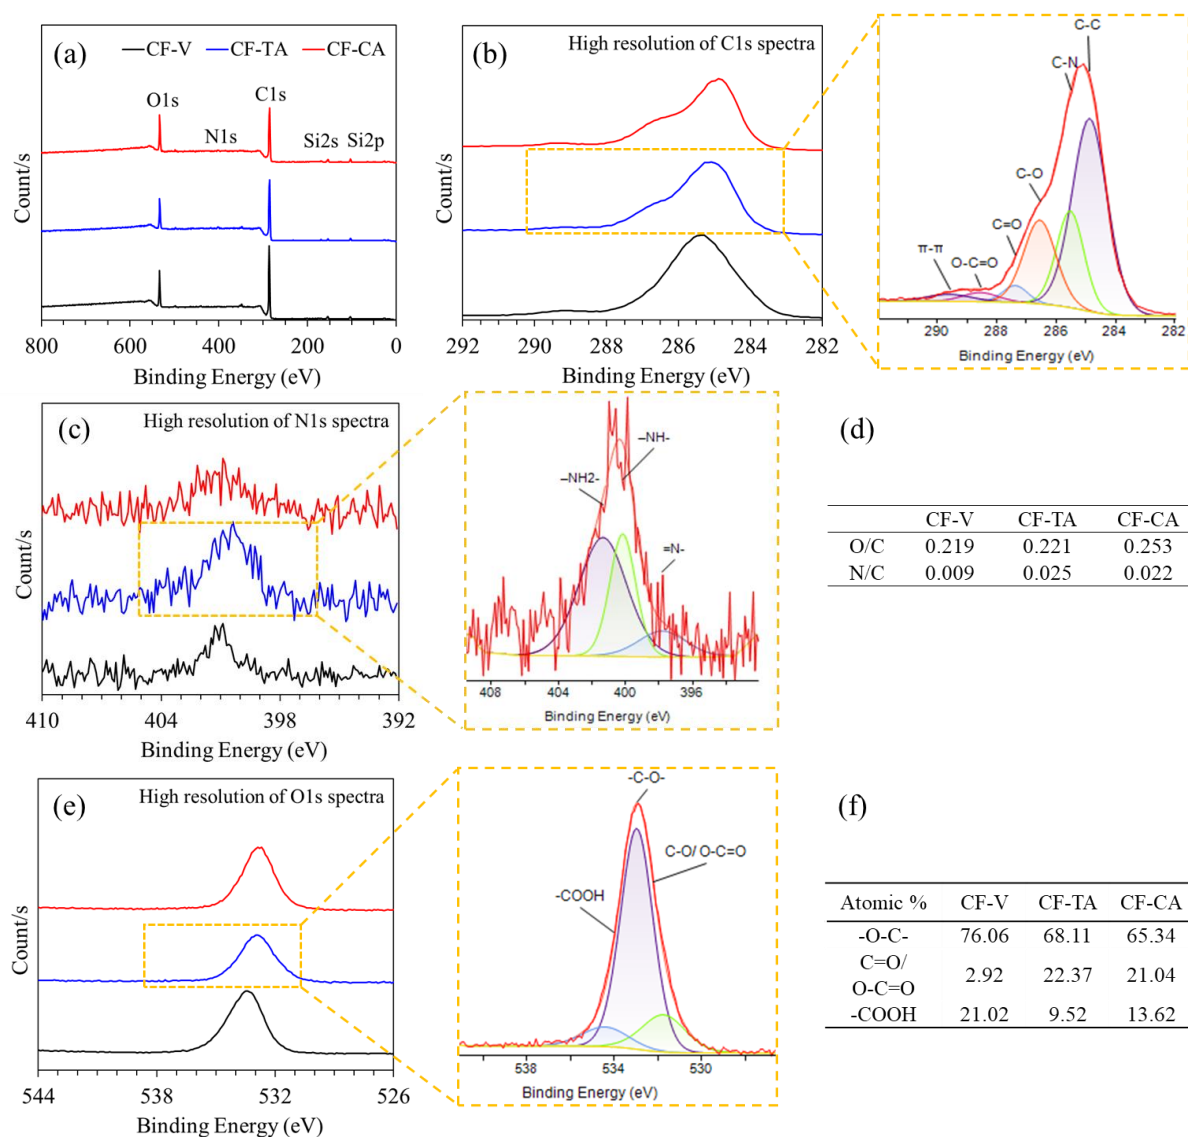 (a)
CF-V CF-TA CF-CA
O1s
N1s
C1s
Si2s Si2p
Count/s
800 600 400 200 0
Binding Energy (eV)
(b)
High resolution of C1s spectra
Count/s
292 290 288 286 284 282
Binding Energy (eV)
C-C
C-N
C-O
C=O
π-π
O-C=O
290 288 286 284 282
Binding Energy (eV)
(c)
High resolution of N1s spectra
Count/s
410 404 398 392
Binding Energy (eV)
–NH-
–NH2-
=N-
408 404 400 396
Binding Energy (eV)
(d)
CF-V CF-TA CF-CA
O/C 0.219 0.221 0.253
N/C 0.009 0.025 0.022
(e)
High resolution of O1s spectra
Count/s
544 538 532 526
Binding Energy (eV)
-C-O-
C-O/ O-C=O
-COOH
538 534 530
Binding Energy (eV)
(f)
Atomic % CF-V CF-TA CF-CA
-O-C- 76.06 68.11 65.34
C=O/
O-C=O 2.92 22.37 21.04
-COOH 21.02 9.52 13.62